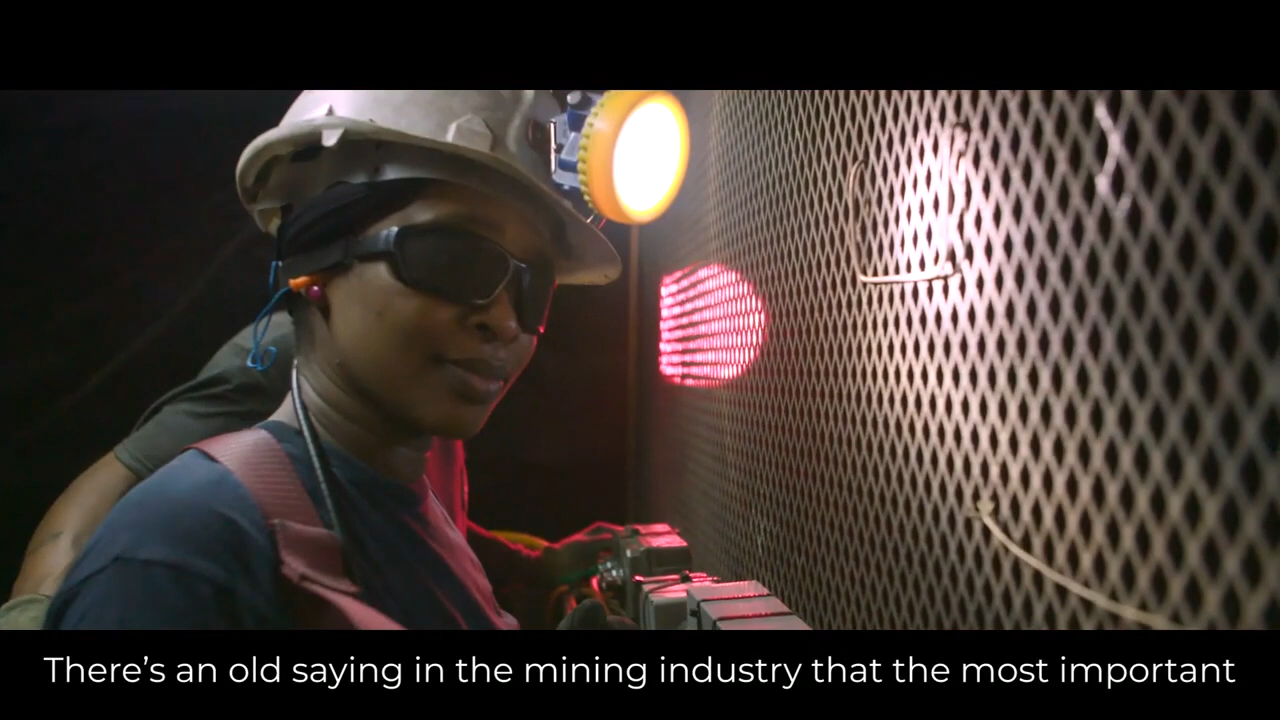 There’s an old saying in the mining industry that the most important